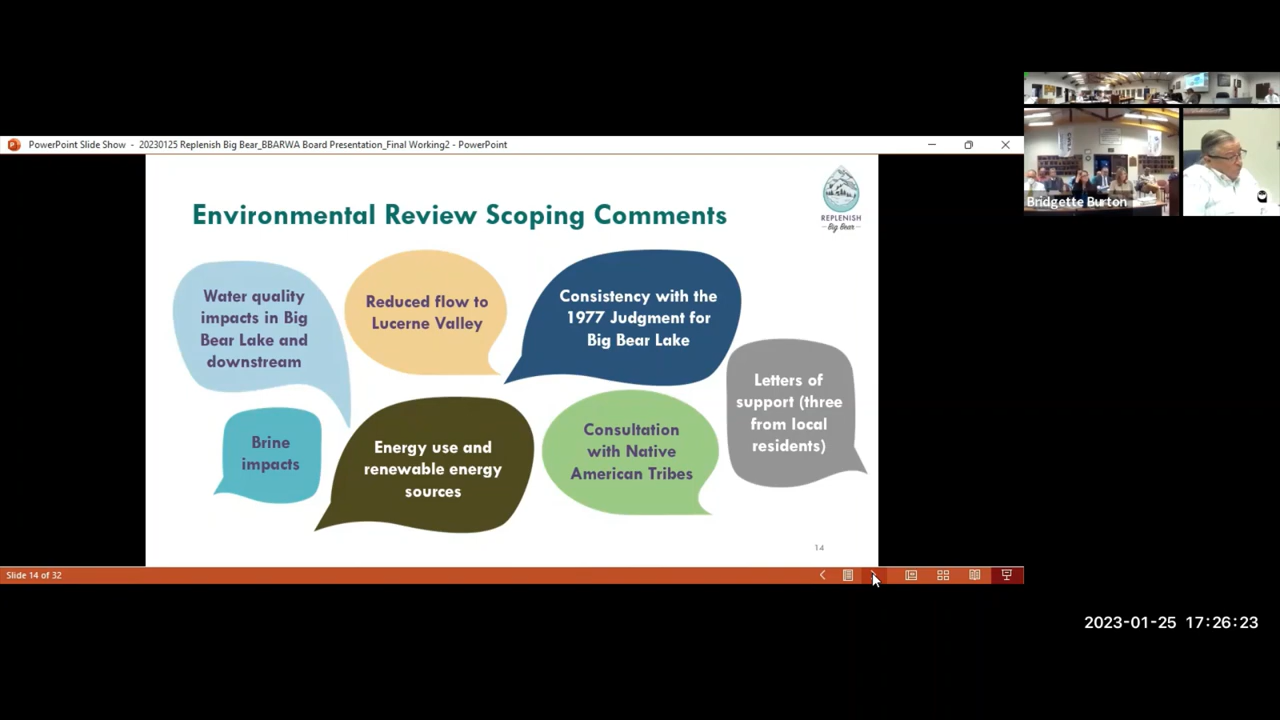 PowerPoint Slide Show - 20230125 Replenish Big Bear_BBARWA Board Presentation_Final Working2 - PowerPoint
Environmental Review Scoping Comments
REPLENISH
Big Bear
Water quality
impacts in Big
Bear Lake and
downstream
Reduced flow to
Lucerne Valley
Consistency with the
1977 Judgment for
Big Bear Lake
Letters of
support (three
from local
residents)
Brine
impacts
Energy use and
renewable energy
sources
Consultation
with Native
American Tribes
14
Slide 14 of 32
Bridgette Burton
2023-01-25 17:26:23